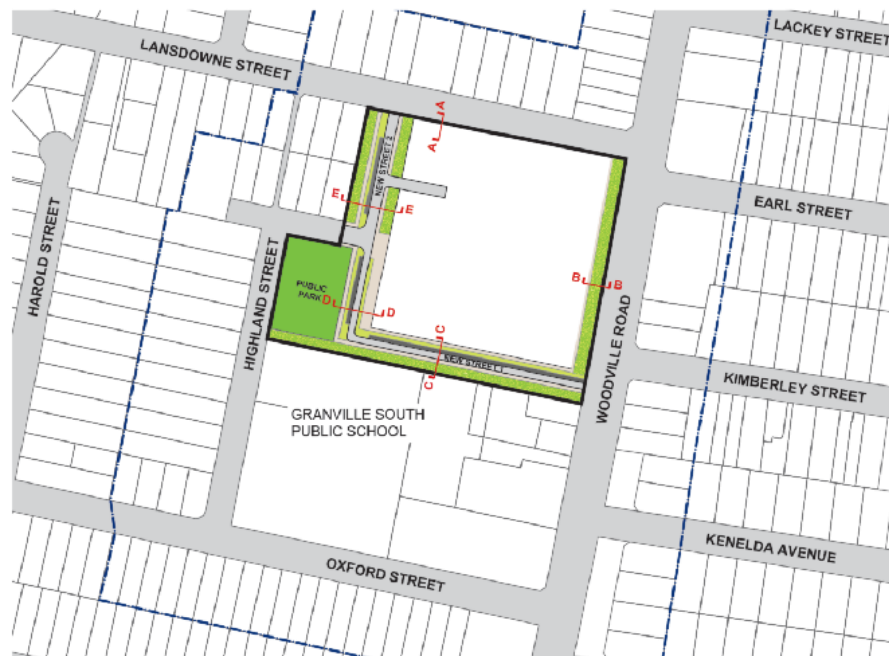 LACKEY STREET
LANSDOWNE STREET
A
A
NEW STREET 2
E
E
EARL STREET
HAROLD STREET
HIGHLAND STREET
PUBLIC
PARK
D
D
B
B
WOODVILLE ROAD
C
NEW STREET 1
C
KIMBERLEY STREET
GRANVILLE SOUTH
PUBLIC SCHOOL
KENELDA AVENUE
OXFORD STREET